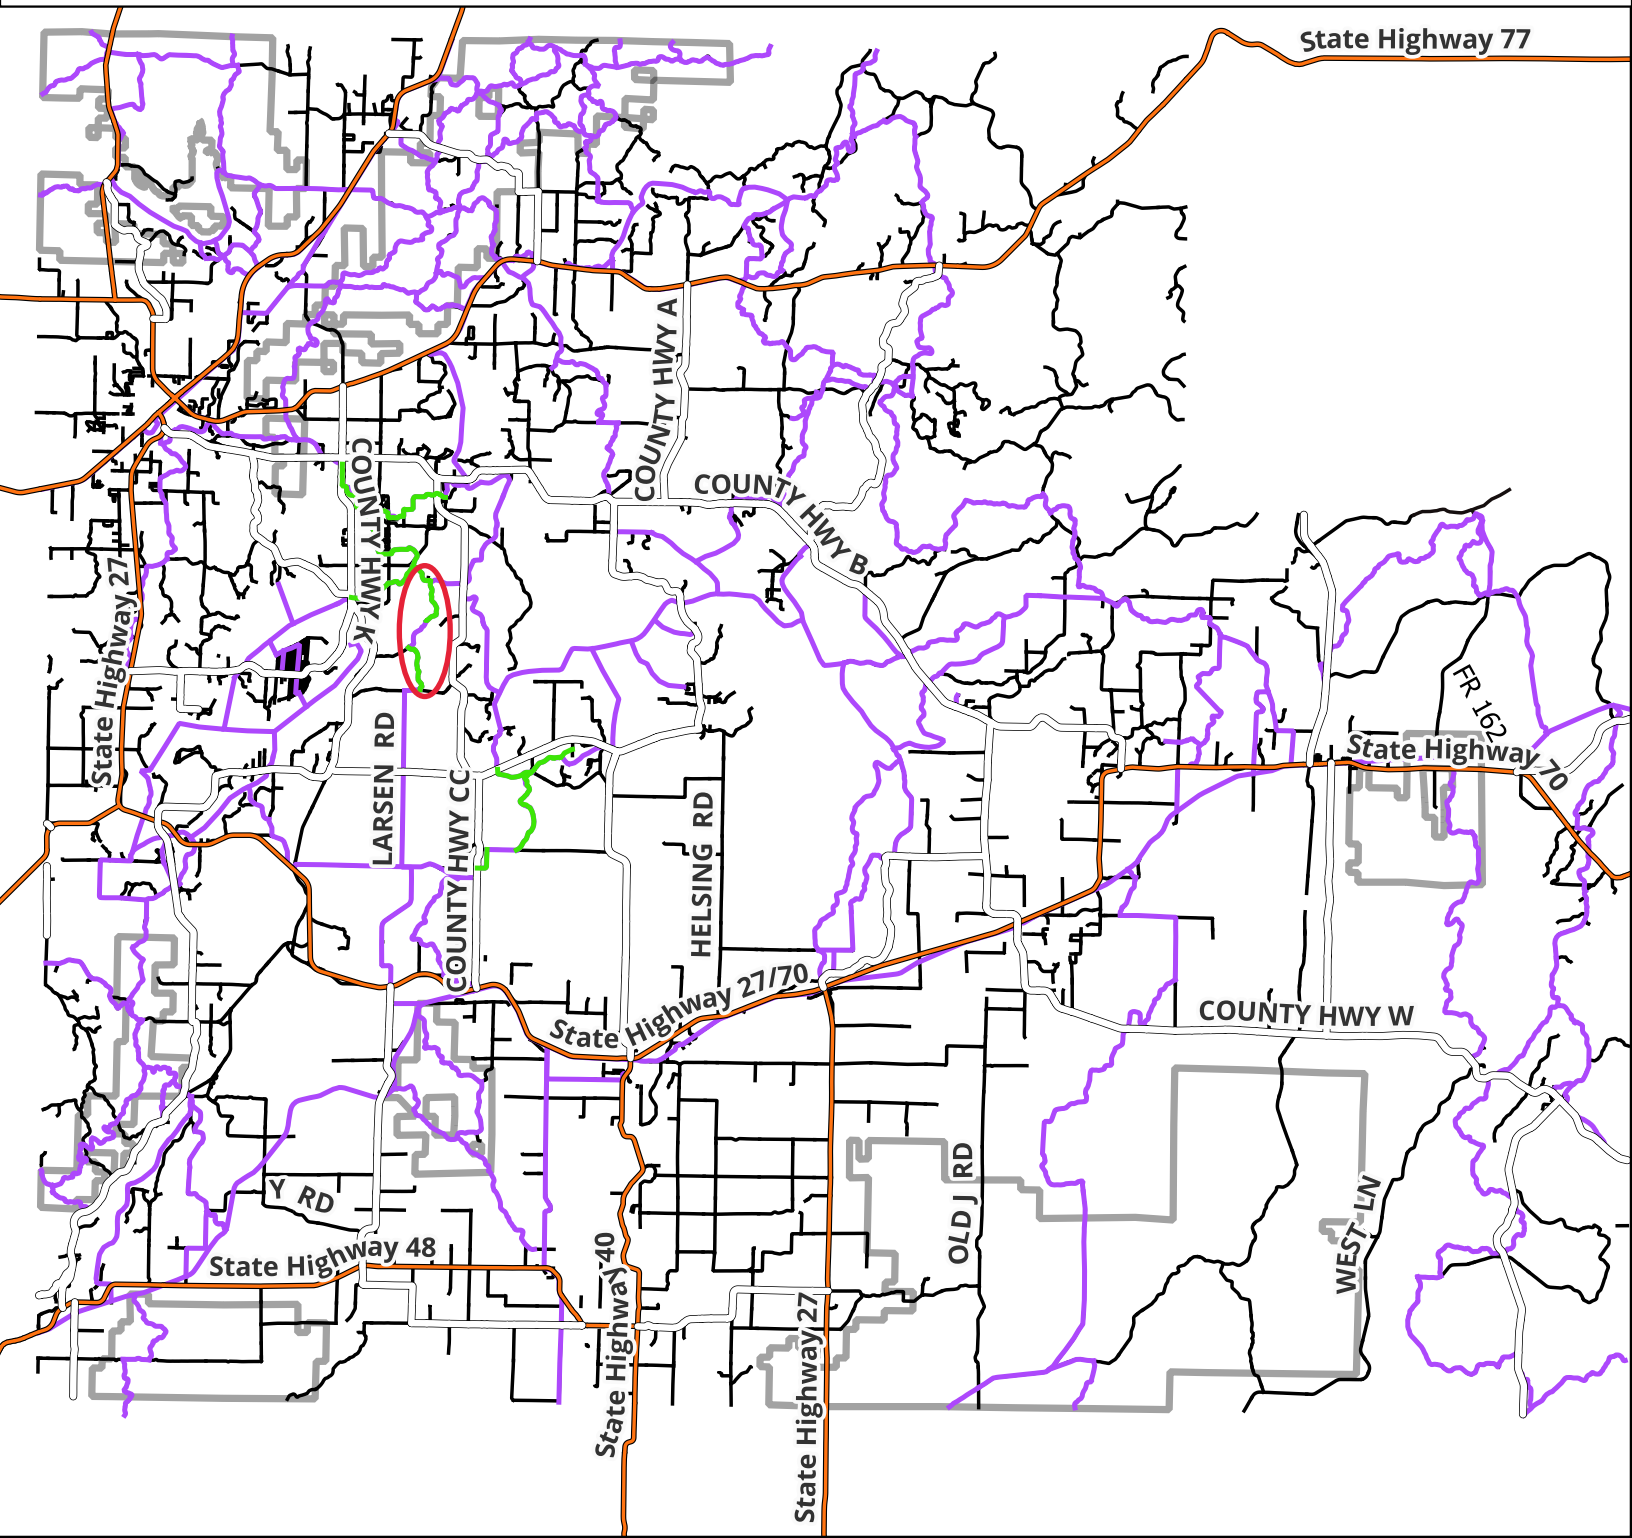 State Highway 77
COUNTY HWY A
COUNTY HWY K
COUNTY HWY B
State Highway 27
FR 162
State Highway 70
LARSEN RD
COUNTY HWY CC
HELSING RD
State Highway 27/70
COUNTY HWY W
OLD J RD
WEST LN
Y RD
State Highway 48
State Highway 40
State Highway 27